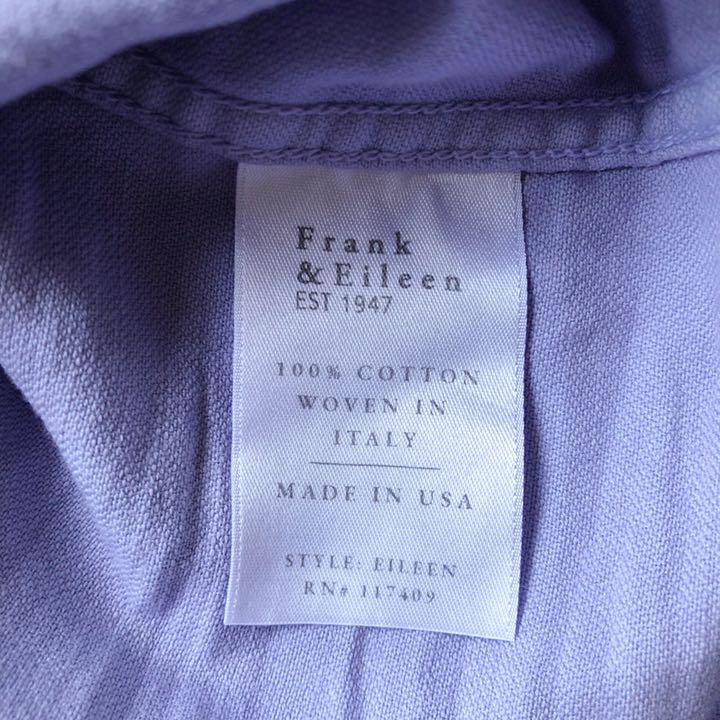 Frank
& Eileen
EST 1947
100% COTTON
WOVEN IN
ITALY
MADE IN USA
STYLE: EILEEN
RN# 117409